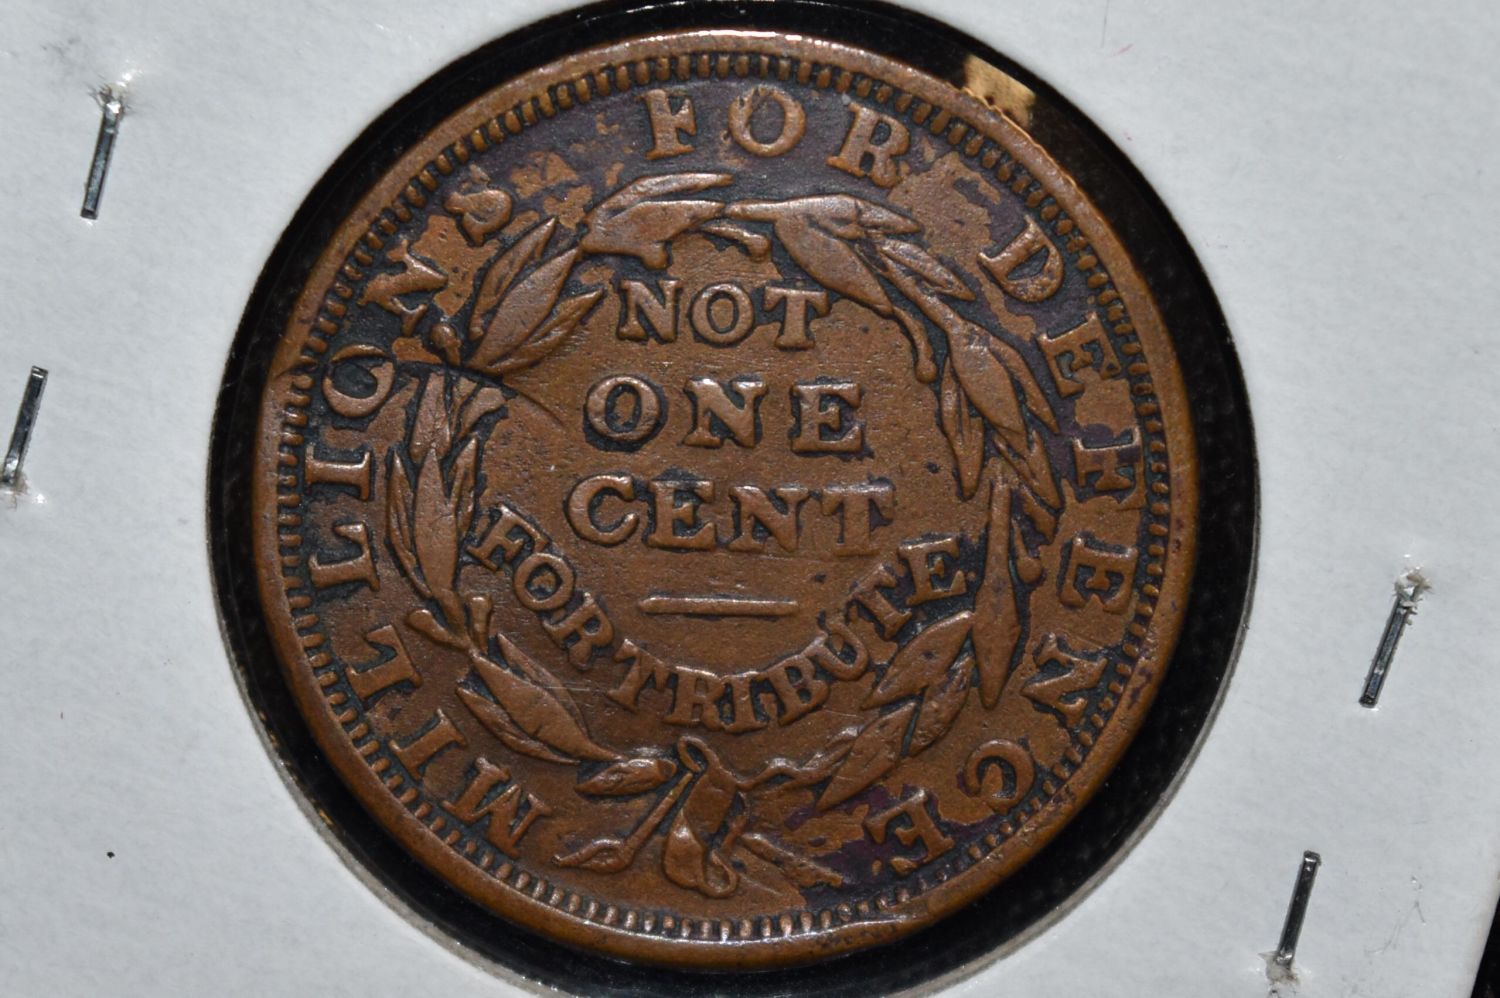 MILLIONS FOR DEFENCE
NOT
ONE
CENT
FOR TRIBUTE